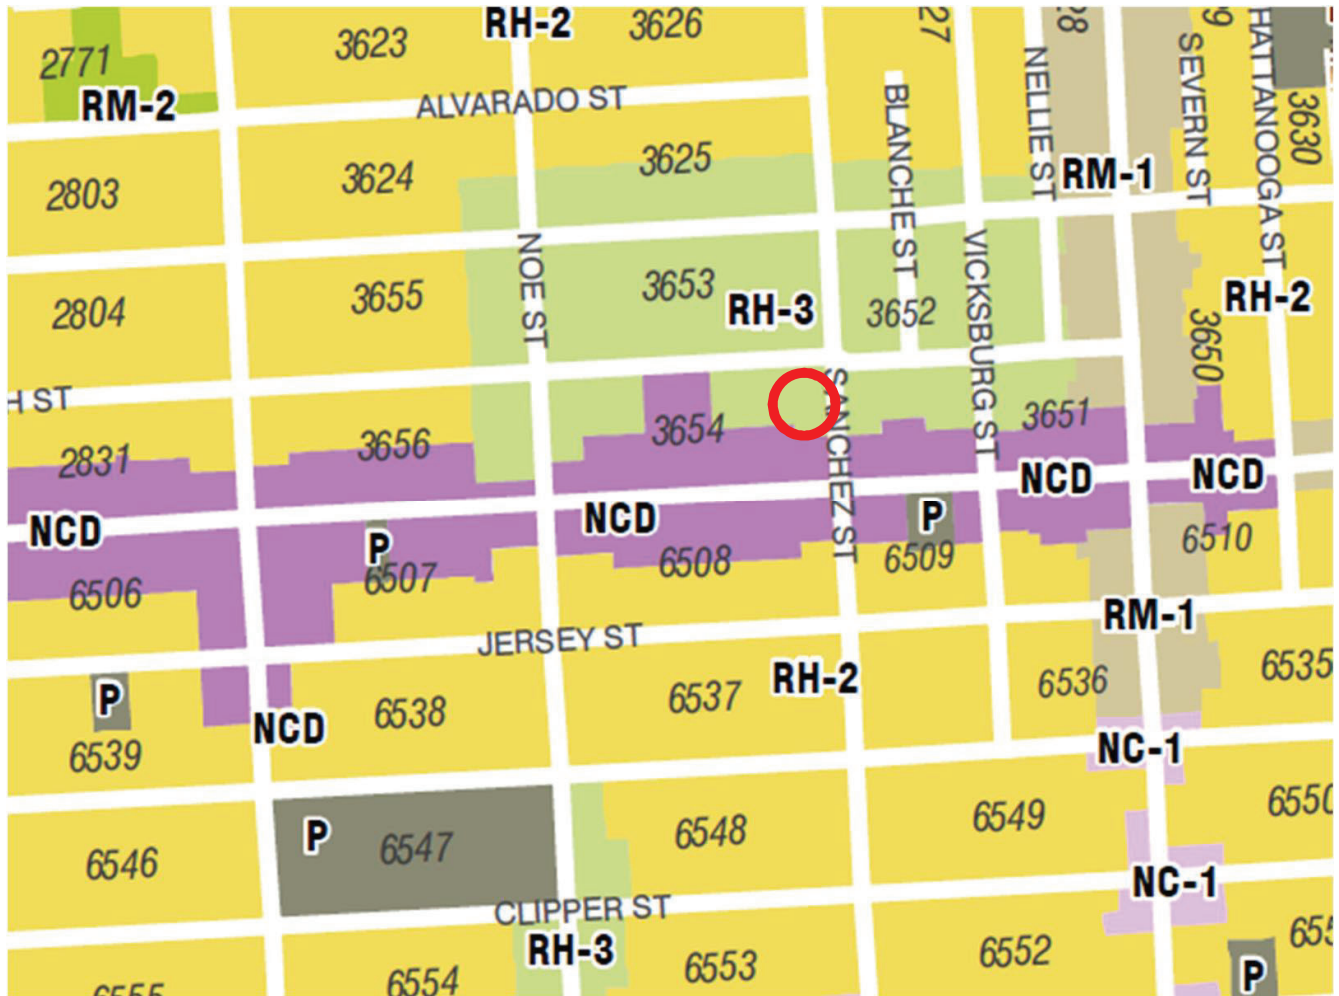 RH-2
3623
3626
27
28
29
2771
RM-2
ALVARADO ST
BLANCHE ST
NELLIE ST
SEVERN ST
HATTANOOGA ST
3630
2803
3624
3625
RM-1
NOE ST
VICKSBURG ST
2804
3655
3653
RH-3
3652
RH-2
3650
H ST
SANCHEZ ST
2831
3656
3654
3651
NCD
NCD
NCD
NCD
P
P
6506
6507
6508
6509
6510
JERSEY ST
RM-1
P
RH-2
6539
NCD
6538
6537
6536
6535
NC-1
P
6546
6547
6548
6549
6550
NC-1
CLIPPER ST
RH-3
6554
6553
6552
655
P
6555